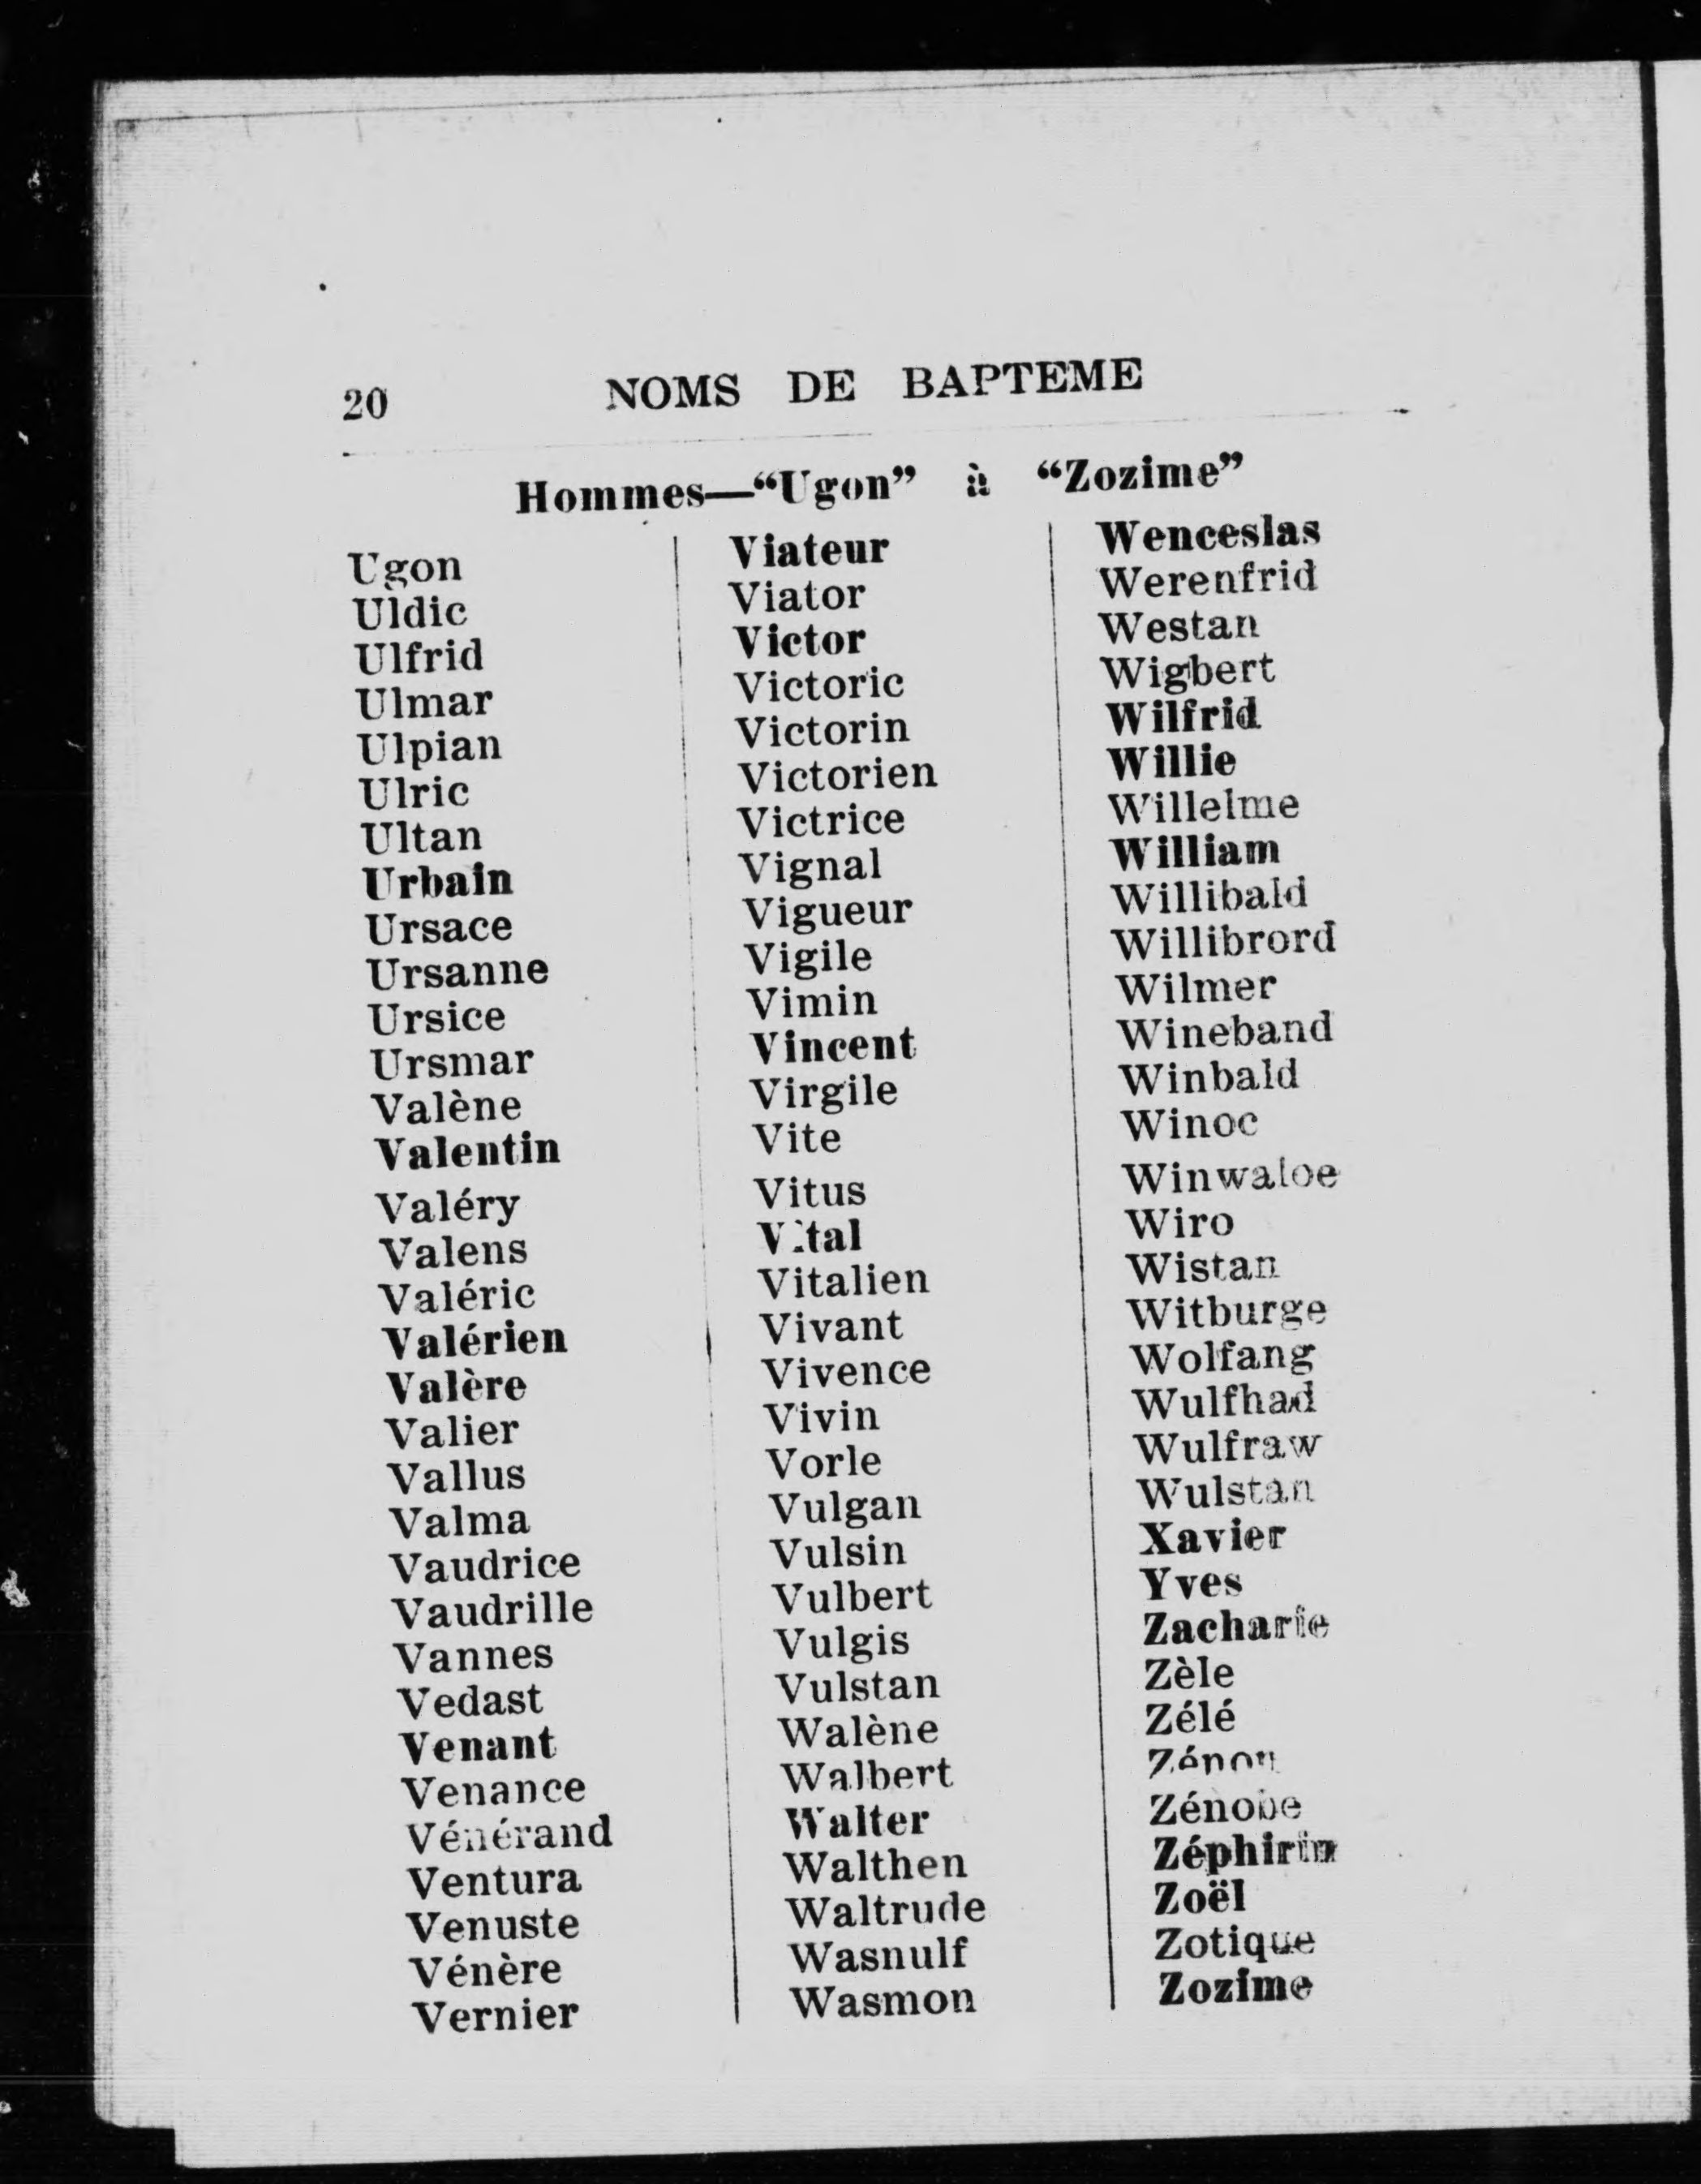 20
NOMS DE BAPTEME
Hommes—“Ugon” à “Zozime”
Ugon
Uldic
Ulfrid
Ulmar
Ulpian
Ulric
Ultan
Urbain
Ursace
Ursanne
Ursice
Ursmar
Valène
Valentin
Valéry
Valens
Valéric
Valérien
Valère
Valier
Vallus
Valma
Vaudrice
Vaudrille
Vannes
Vedast
Venant
Venance
Vénérand
Ventura
Venuste
Vénère
Vernier
Viateur
Viator
Victor
Victoric
Victorin
Victorien
Victrice
Vignal
Vigueur
Vigile
Vimin
Vincent
Virgile
Vite
Vitus
Vital
Vitalien
Vivant
Vivence
Vivin
Vorle
Vulgan
Vulsin
Vulbert
Vulgis
Vulstan
Walène
Walbert
Walter
Walthen
Waltrude
Wasnulf
Wasmon
Wenceslas
Werenfrid
Westan
Wigbert
Wilfrid
Willie
Willelme
William
Willibald
Willibrord
Wilmer
Wineband
Winbald
Winoc
Winwaloe
Wiro
Wistan
Witburge
Wolfang
Wulfhad
Wulfraw
Wulstan
Xavier
Yves
Zacharie
Zèle
Zélé
Zénon
Zénobe
Zéphirin
Zoël
Zotique
Zozime